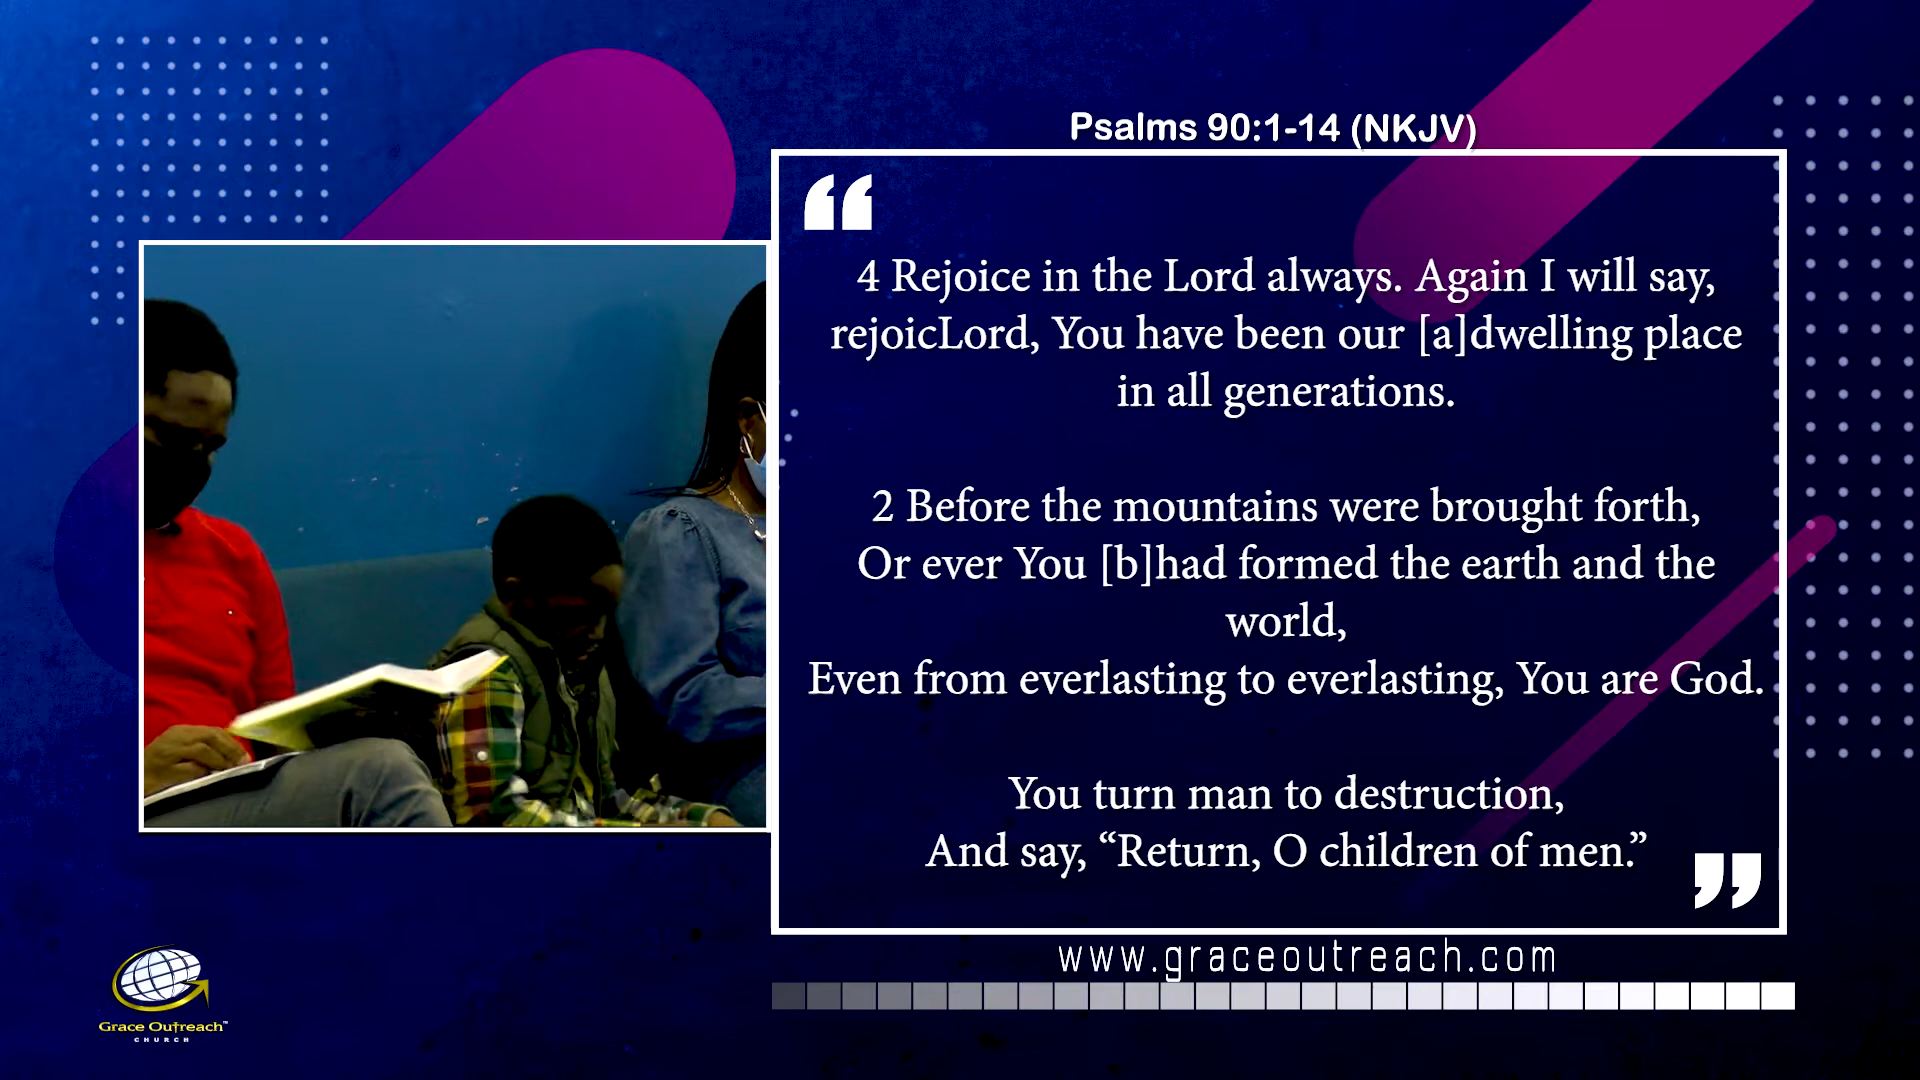 Psalms 90:1-14 (NKJV)
“
4 Rejoice in the Lord always. Again I will say,
rejoicLord, You have been our [a]dwelling place
in all generations.
2 Before the mountains were brought forth,
Or ever You [b]had formed the earth and the
world,
Even from everlasting to everlasting, You are God.
You turn man to destruction,
And say, “Return, O children of men.”
”
www.graceoutreach.com
Grace Outreach™
CHURCH